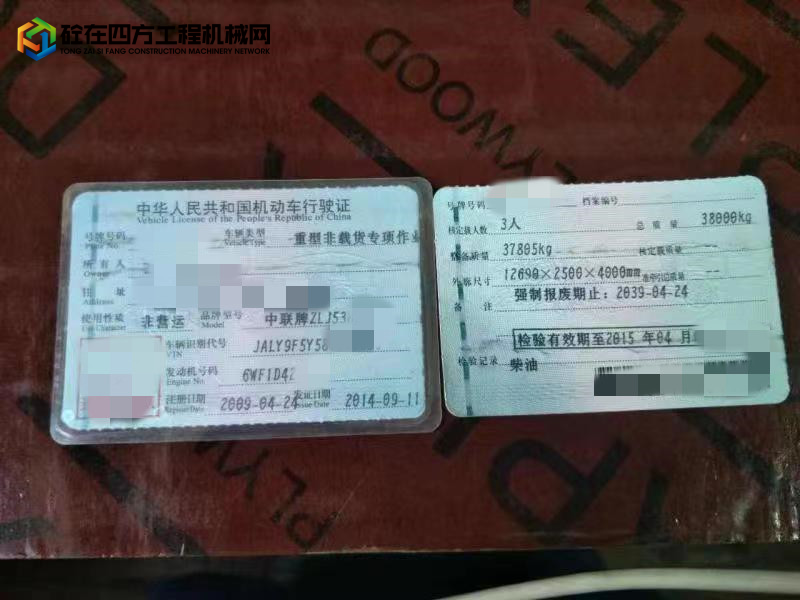 砼在四方工程机械网
TONG ZAI SI FANG CONSTRUCTION MACHINERY NETWORK
PLYWOOD
中华人民共和国机动车行驶证
Vehicle License of the People's Republic of China
号牌号码
Plate No.
车辆类型
Vehicle Type
重型非载货专项作业
所有人
Owner
住址
Address
使用性质
Use Character
非营运
品牌型号
Model
中联牌ZLJ53
车辆识别代号
VIN
JALY9F5Y58
发动机号码
Engine No.
6WF1D42
注册日期
Register Date
2009-04-24
发证日期
Issue Date
2014-09-11
号牌号码
档案编号
核定载人数 3人
总质量 38000kg
整备质量 37805kg
核定载质量 --
外廓尺寸 12690×2500×4000mm
准牵引总质量 --
备注 强制报废期止：2039-04-24
检验有效期至2015 年04 月
检验记录 柴油
PLYW
PLYWOOD